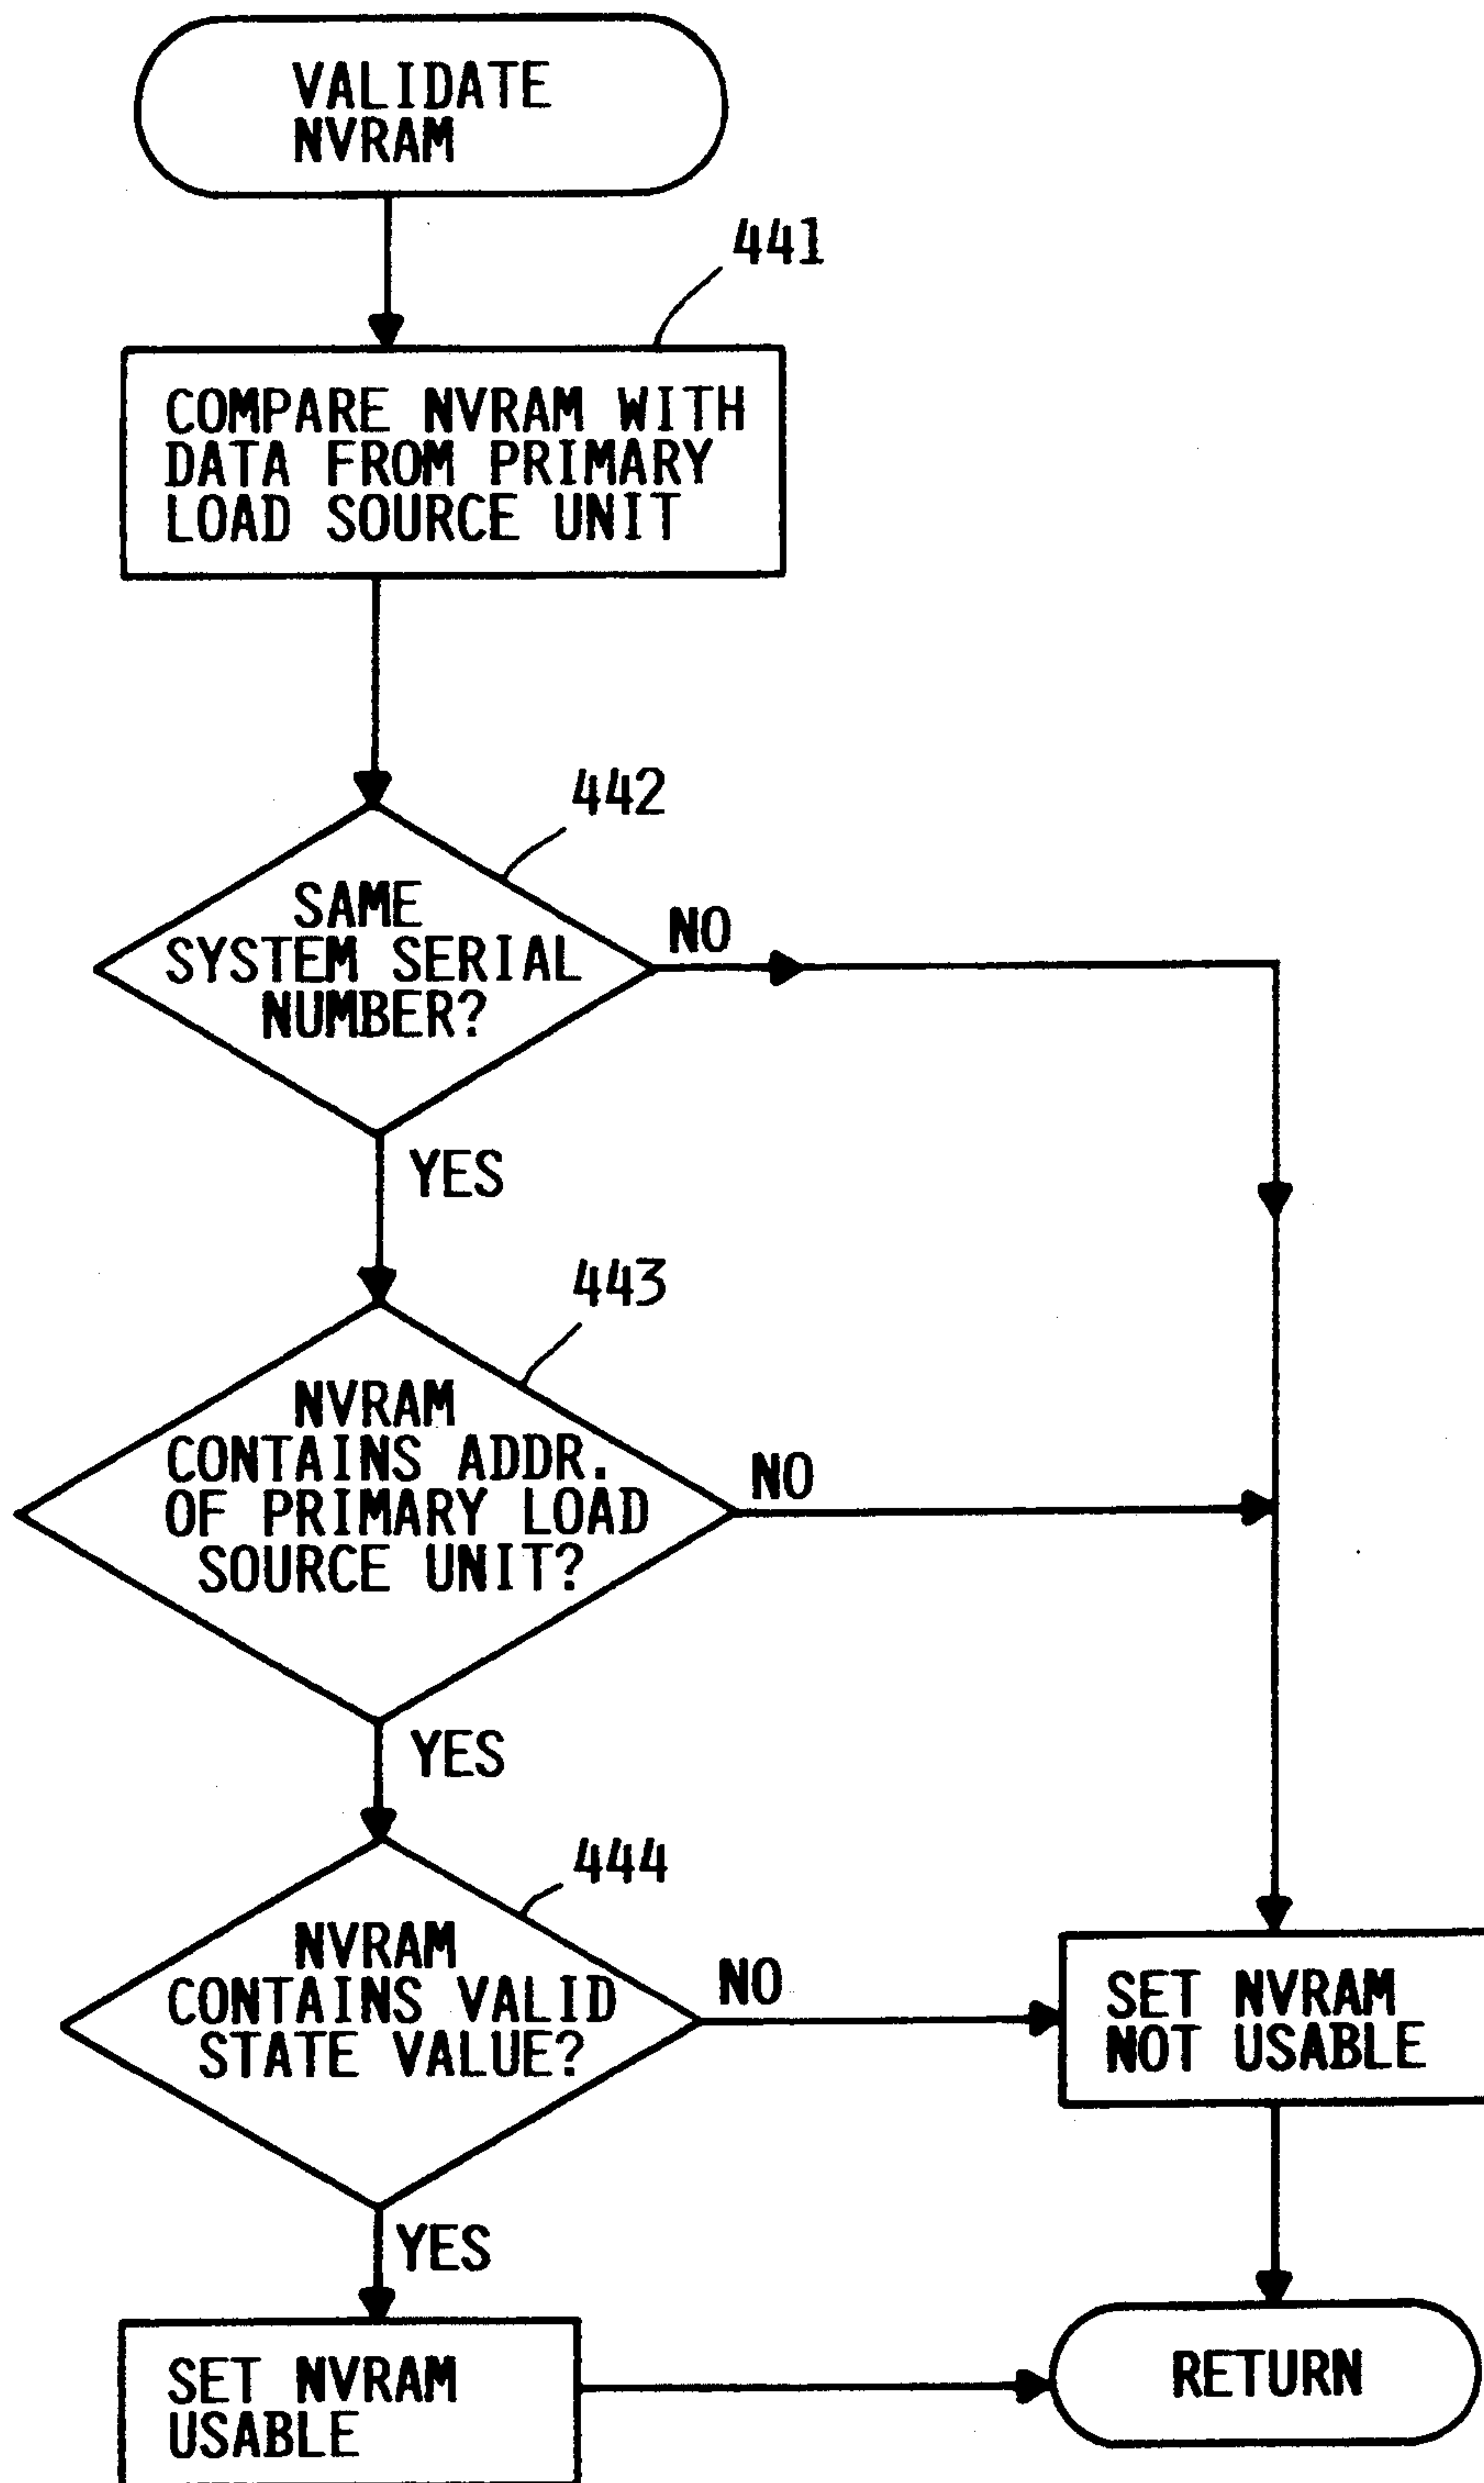 VALIDATE
NVRAM
441
COMPARE NVRAM WITH
DATA FROM PRIMARY
LOAD SOURCE UNIT
442
SAME
SYSTEM SERIAL
NUMBER?
NO
YES
443
NVRAM
CONTAINS ADDR.
OF PRIMARY LOAD
SOURCE UNIT?
NO
YES
444
NVRAM
CONTAINS VALID
STATE VALUE?
NO
SET NVRAM
NOT USABLE
YES
SET NVRAM
USABLE
RETURN